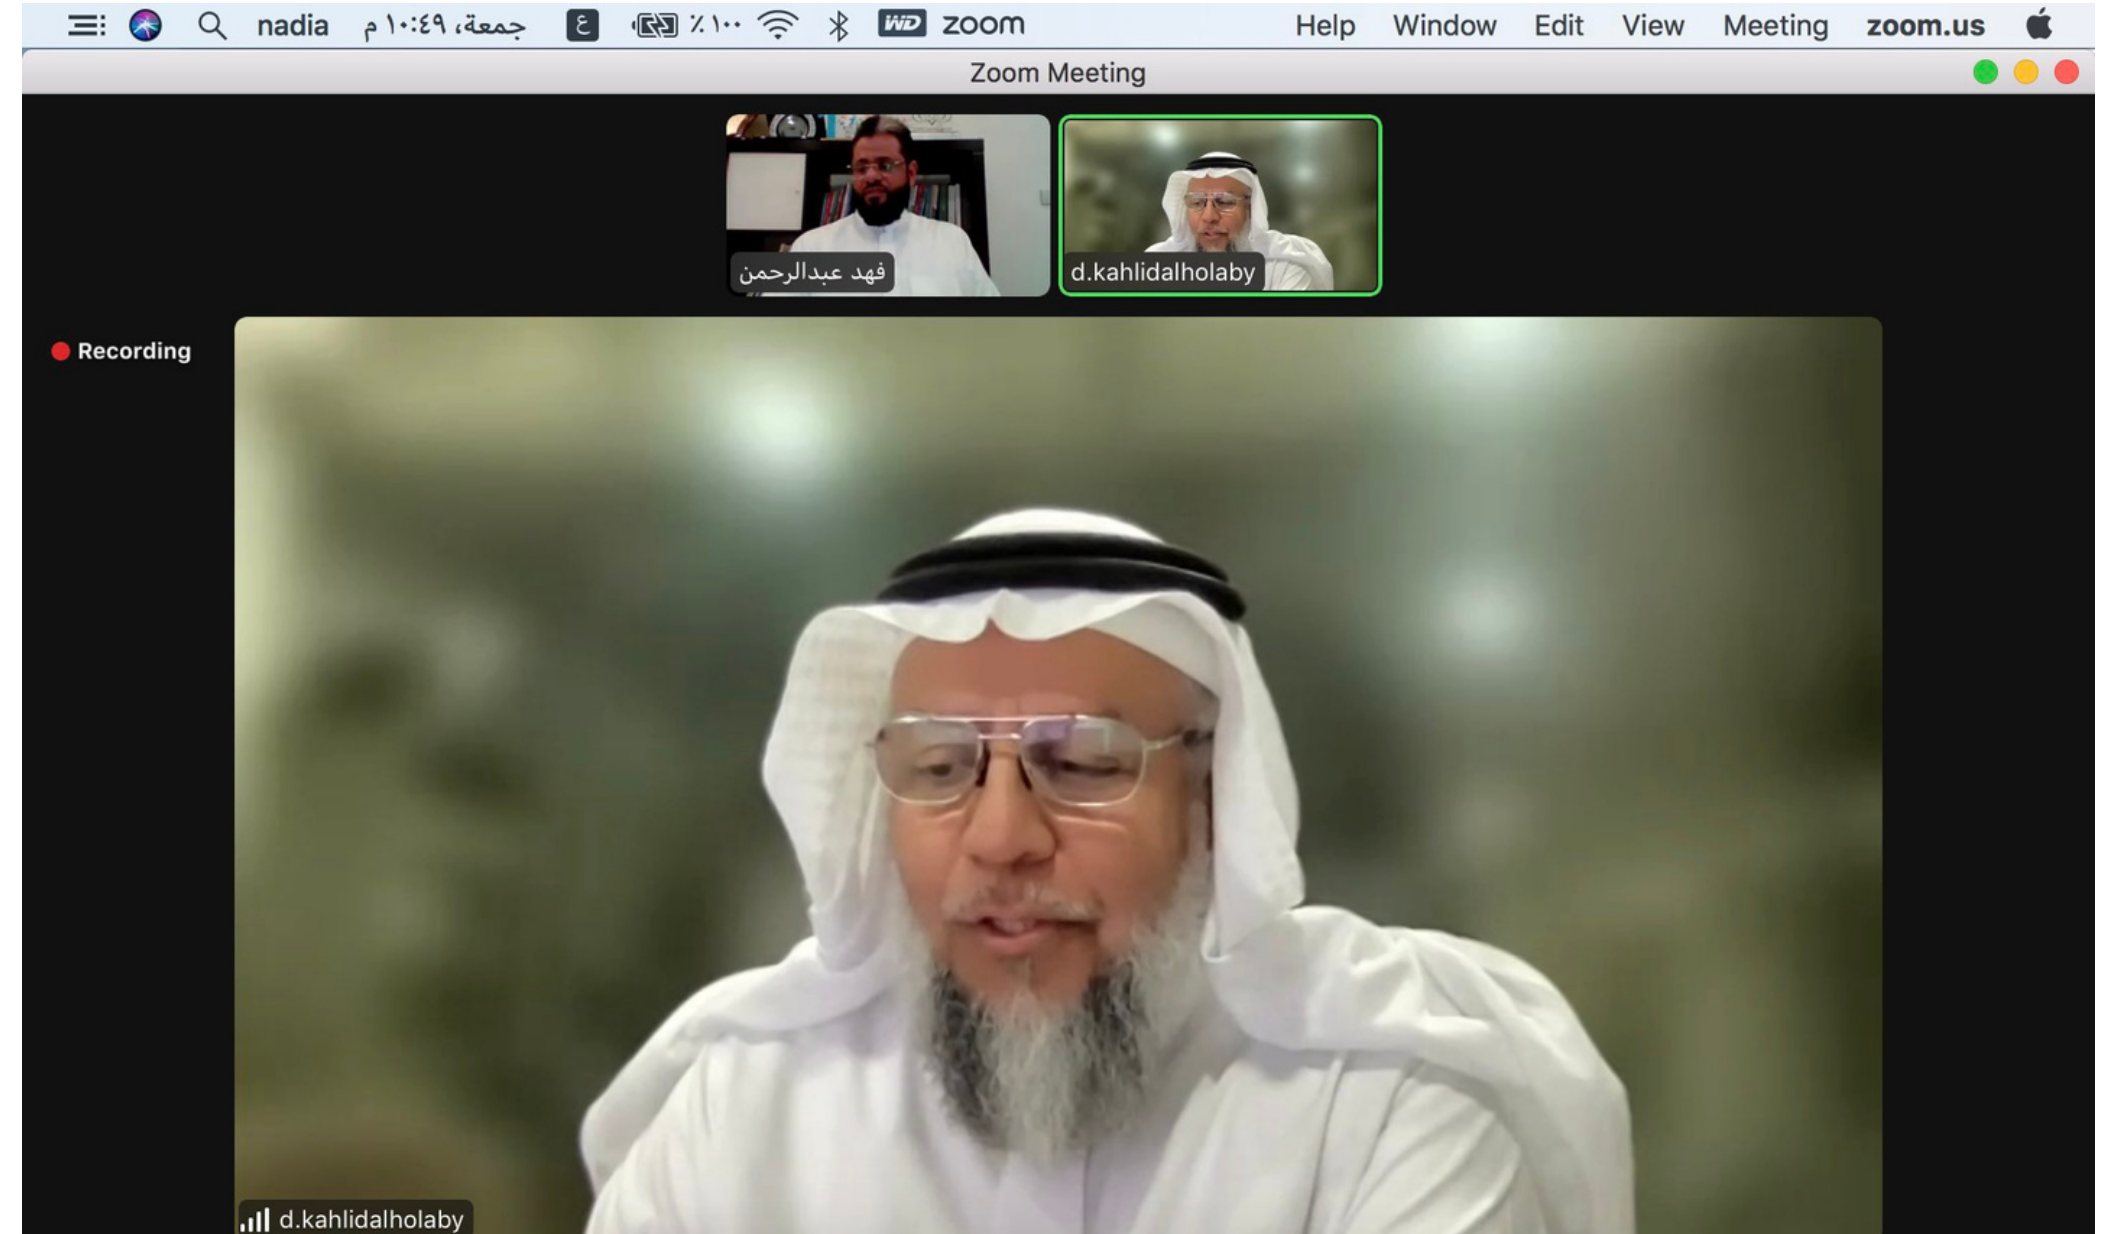 nadia جمعة، ١٠:٤٩ م ع ١٠٠٪ WD zoom Help Window Edit View Meeting zoom.us
Zoom Meeting
فهد عبدالرحمن
d.kahlidalholaby
Recording
d.kahlidalholaby